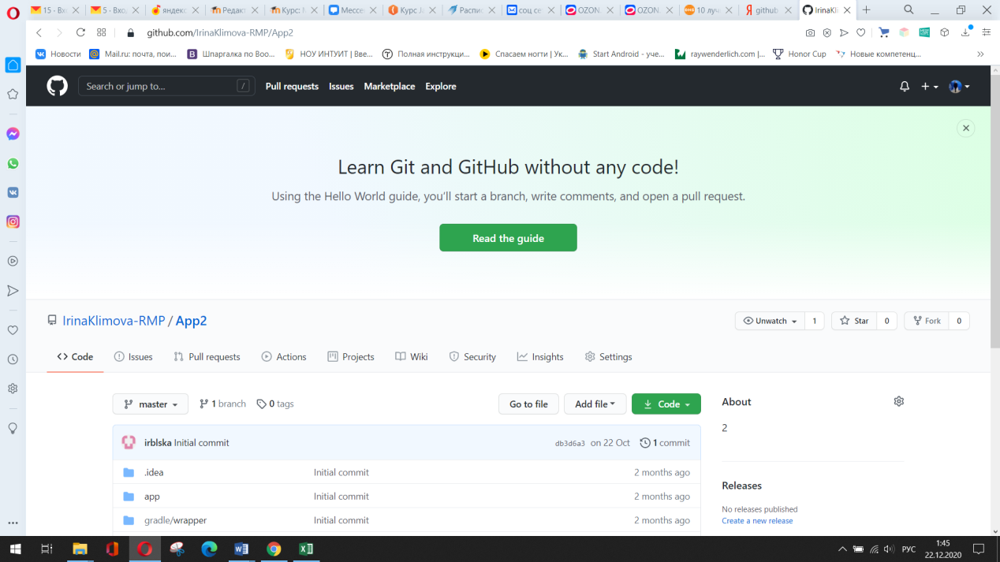 15 - Вх
5 - Вхо,
яндекс
Редакт
Курс: М
Мессе
Курс Ja
Распис
соц се
OZON
OZON
10 луч
github
IrinaKli
github.com/IrinaKlimova-RMP/App2
Новости
Mail.ru: почта, пои...
Шпаргалка по Boo...
НОУ ИНТУИТ | Вве...
Полная инструкци...
Спасаем ногти | Ук...
Start Android - уче...
raywenderlich.com |...
Honor Cup
Новые компетенц...
Search or jump to...
/
Pull requests
Issues
Marketplace
Explore
Learn Git and GitHub without any code!
Using the Hello World guide, you’ll start a branch, write comments, and open a pull request.
Read the guide
IrinaKlimova-RMP / App2
Unwatch 1
Star 0
Fork 0
Code
Issues
Pull requests
Actions
Projects
Wiki
Security
Insights
Settings
master
1 branch
0 tags
Go to file
Add file
Code
About
2
irblska Initial commit
db3d6a3 on 22 Oct
1 commit
.idea Initial commit 2 months ago
app Initial commit 2 months ago
gradle/wrapper Initial commit 2 months ago
Releases
No releases published
Create a new release
РУС
1:45
22.12.2020